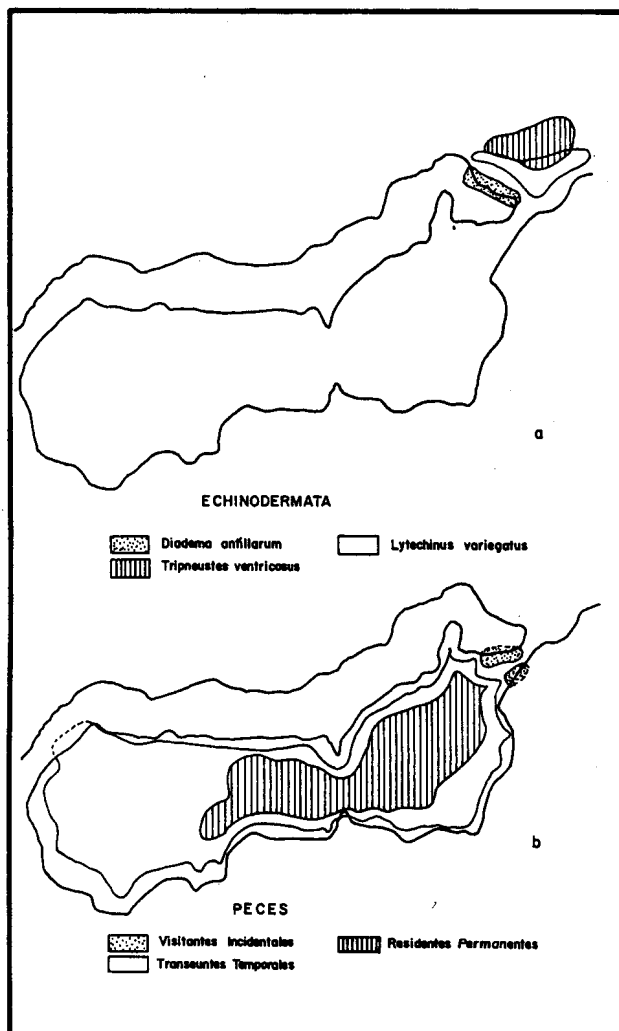 a
ECHINODERMATA
Diadema antillarum
Lytechinus variegatus
Tripneustes ventricosus
b
PECES
Visitantes Incidentales
Residentes Permanentes
Transeuntes Temporales